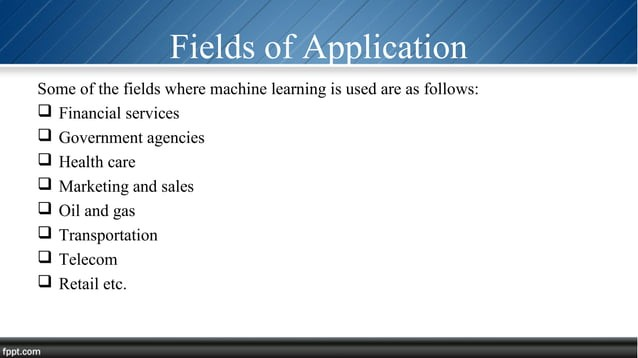 Fields of Application
Some of the fields where machine learning is used are as follows:
Financial services
Government agencies
Health care
Marketing and sales
Oil and gas
Transportation
Telecom
Retail etc.
fppt.com